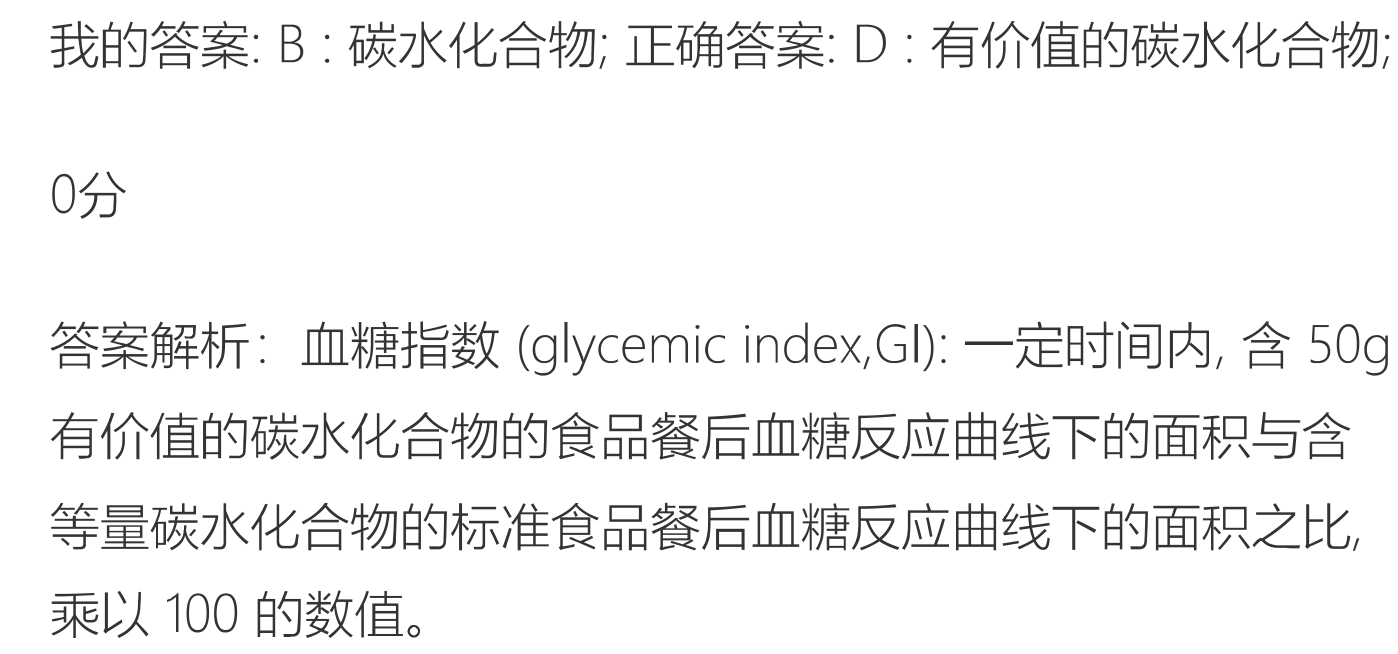 我的答案: B : 碳水化合物; 正确答案: D : 有价值的碳水化合物;
0分
答案解析：血糖指数 (glycemic index,GI): 一定时间内, 含 50g
有价值的碳水化合物的食品餐后血糖反应曲线下的面积与含
等量碳水化合物的标准食品餐后血糖反应曲线下的面积之比,
乘以 100 的数值。